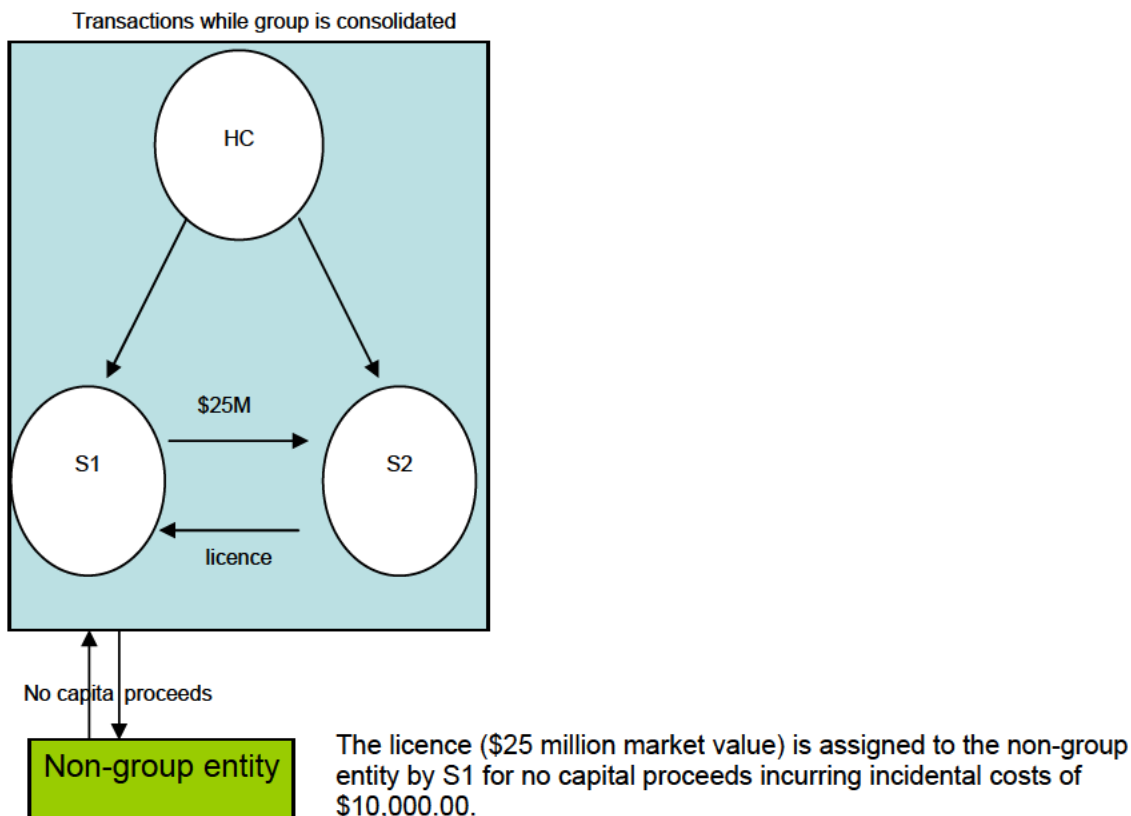 Transactions while group is consolidated
HC
$25M
S1
S2
licence
No capita proceeds
Non-group entity
The licence ($25 million market value) is assigned to the non-group
entity by S1 for no capital proceeds incurring incidental costs of
$10,000.00.